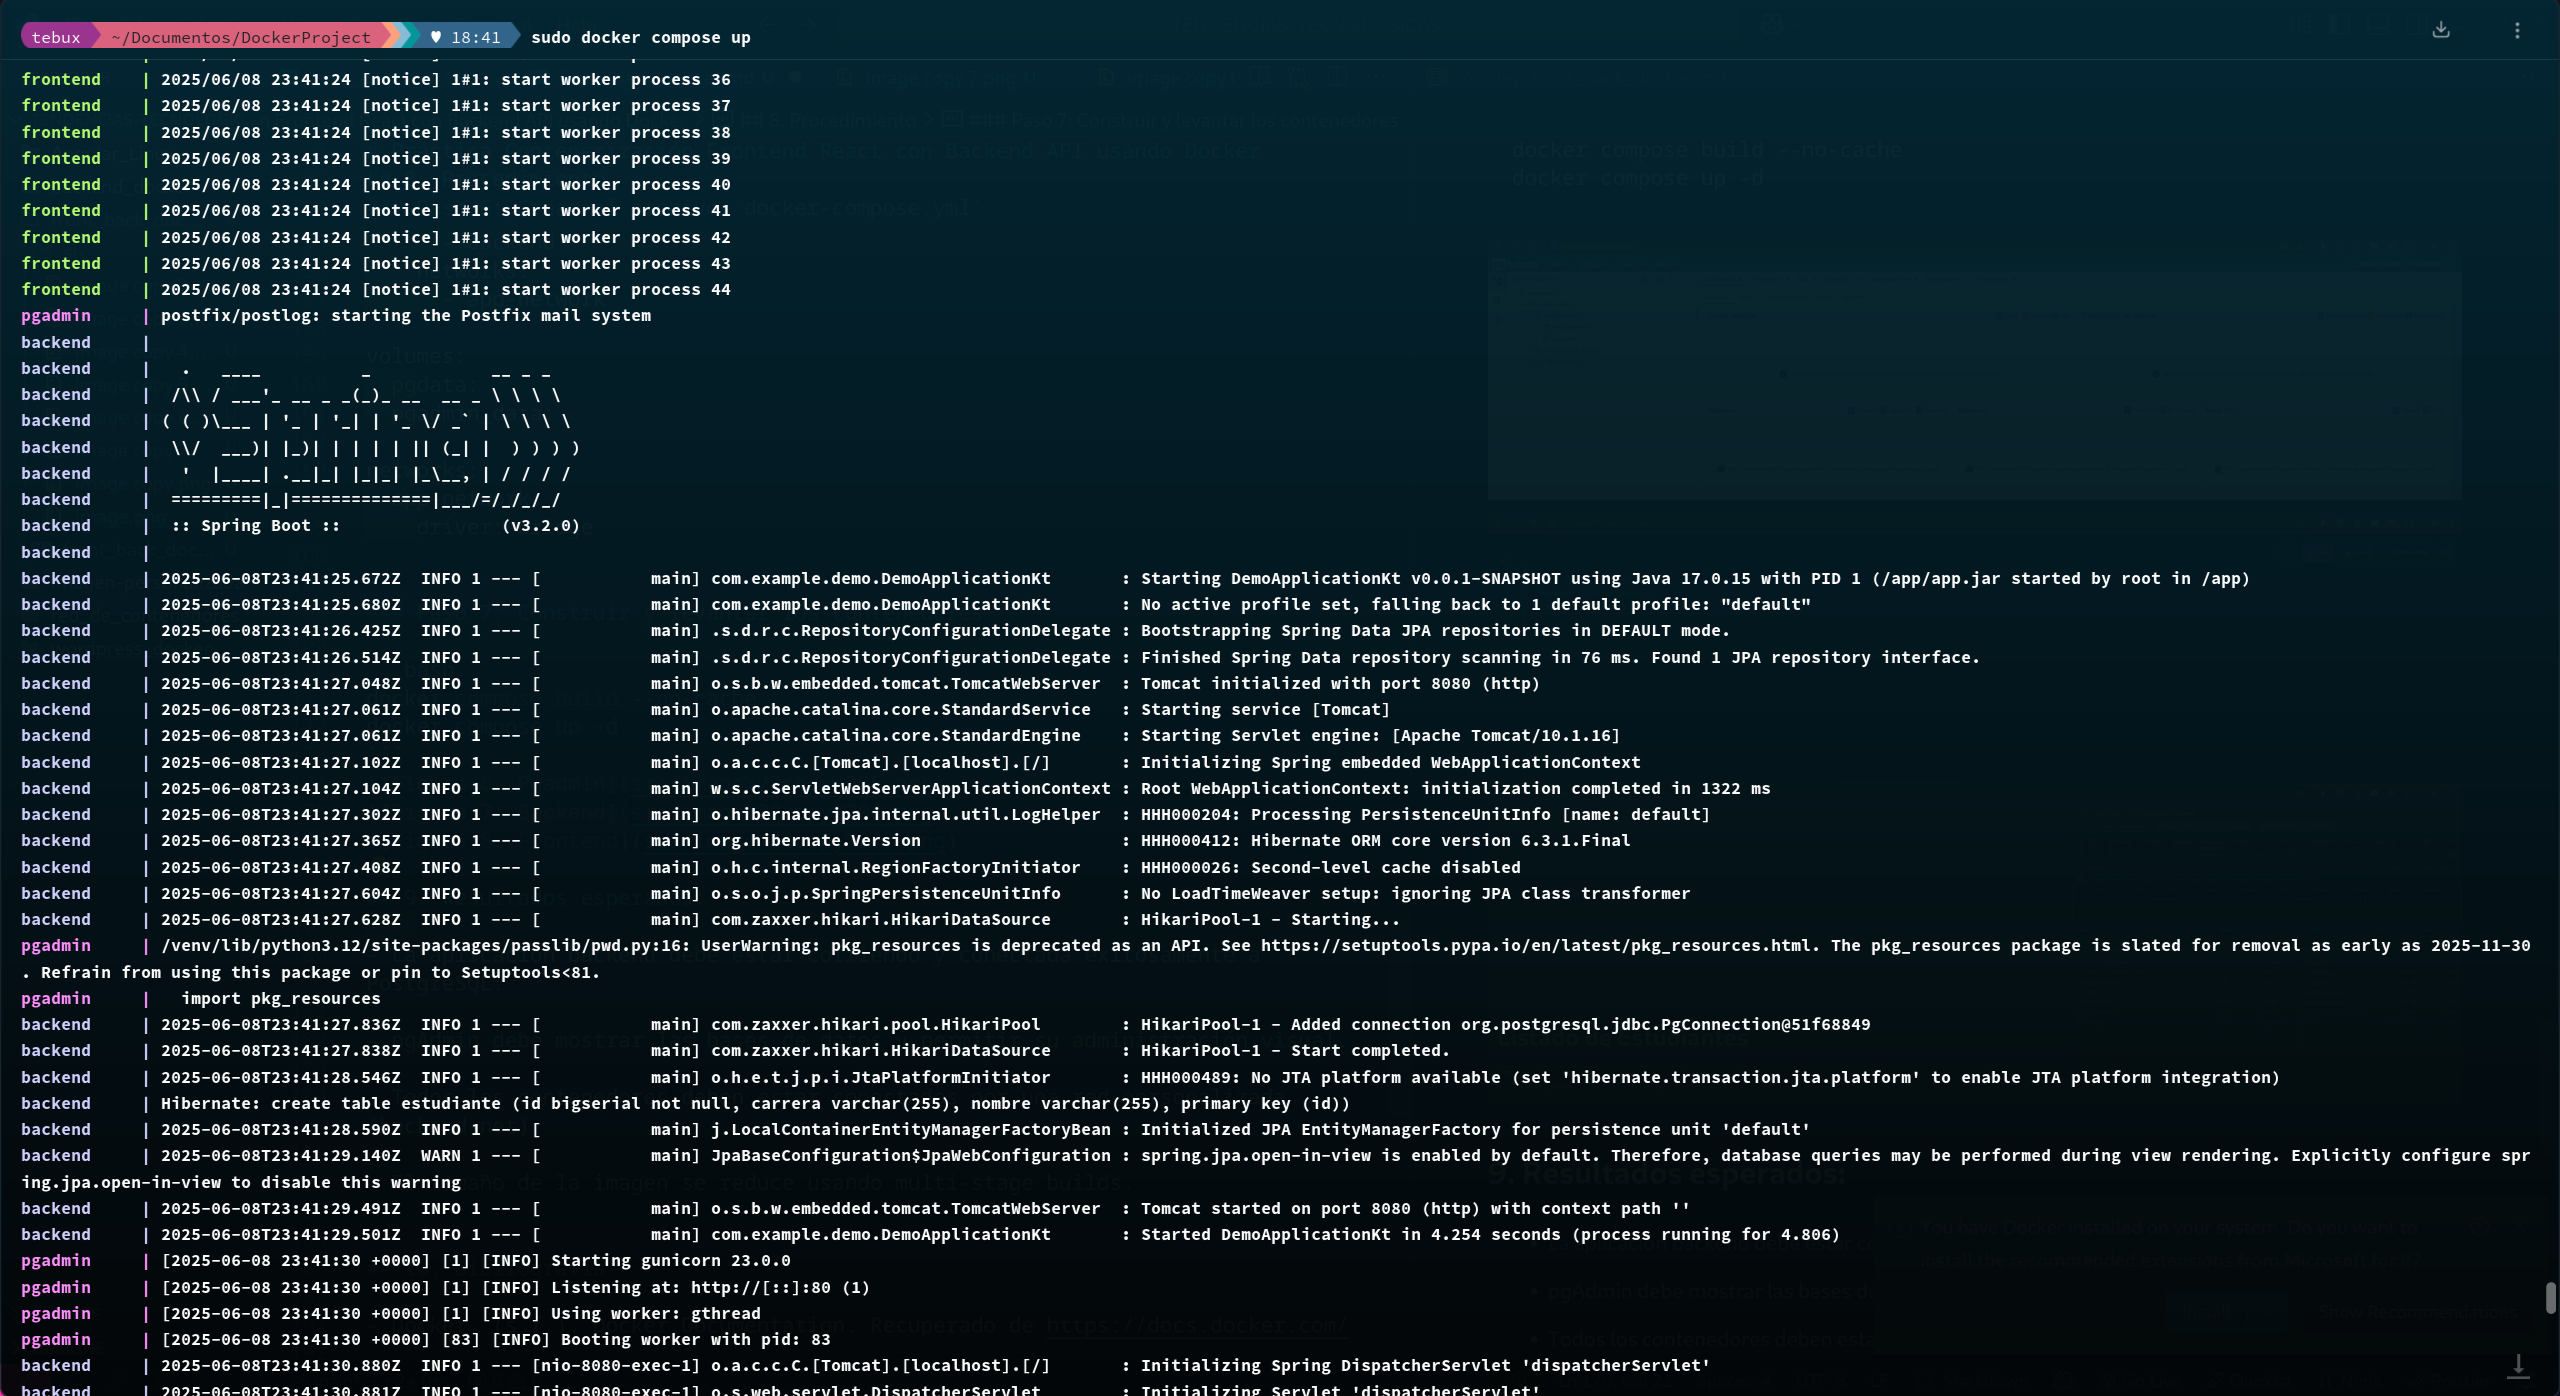 tebux ~/Documentos/DockerProject ♥ 18:41 sudo docker compose up
frontend    | 2025/06/08 23:41:24 [notice] 1#1: start worker process 36
frontend    | 2025/06/08 23:41:24 [notice] 1#1: start worker process 37
frontend    | 2025/06/08 23:41:24 [notice] 1#1: start worker process 38
frontend    | 2025/06/08 23:41:24 [notice] 1#1: start worker process 39
frontend    | 2025/06/08 23:41:24 [notice] 1#1: start worker process 40
frontend    | 2025/06/08 23:41:24 [notice] 1#1: start worker process 41
frontend    | 2025/06/08 23:41:24 [notice] 1#1: start worker process 42
frontend    | 2025/06/08 23:41:24 [notice] 1#1: start worker process 43
frontend    | 2025/06/08 23:41:24 [notice] 1#1: start worker process 44
pgadmin     | postfix/postlog: starting the Postfix mail system
backend     |
backend     |   .   ____          _            __ _ _
backend     |  /\\ / ___'_ __ _ _(_)_ __  __ _ \ \ \ \
backend     | ( ( )\___ | '_ | '_| | '_ \/ _` | \ \ \ \
backend     |  \\/  ___)| |_)| | | | | || (_| |  ) ) ) )
backend     |   '  |____| .__|_| |_|_| |_\__, | / / / /
backend     |  =========|_|==============|___/=/_/_/_/
backend     |  :: Spring Boot ::                (v3.2.0)
backend     |
backend     | 2025-06-08T23:41:25.672Z  INFO 1 --- [           main] com.example.demo.DemoApplicationKt       : Starting DemoApplicationKt v0.0.1-SNAPSHOT using Java 17.0.15 with PID 1 (/app/app.jar started by root in /app)
backend     | 2025-06-08T23:41:25.680Z  INFO 1 --- [           main] com.example.demo.DemoApplicationKt       : No active profile set, falling back to 1 default profile: "default"
backend     | 2025-06-08T23:41:26.425Z  INFO 1 --- [           main] .s.d.r.c.RepositoryConfigurationDelegate : Bootstrapping Spring Data JPA repositories in DEFAULT mode.
backend     | 2025-06-08T23:41:26.514Z  INFO 1 --- [           main] .s.d.r.c.RepositoryConfigurationDelegate : Finished Spring Data repository scanning in 76 ms. Found 1 JPA repository interface.
backend     | 2025-06-08T23:41:27.048Z  INFO 1 --- [           main] o.s.b.w.embedded.tomcat.TomcatWebServer  : Tomcat initialized with port 8080 (http)
backend     | 2025-06-08T23:41:27.061Z  INFO 1 --- [           main] o.apache.catalina.core.StandardService   : Starting service [Tomcat]
backend     | 2025-06-08T23:41:27.061Z  INFO 1 --- [           main] o.apache.catalina.core.StandardEngine    : Starting Servlet engine: [Apache Tomcat/10.1.16]
backend     | 2025-06-08T23:41:27.102Z  INFO 1 --- [           main] o.a.c.c.C.[Tomcat].[localhost].[/]       : Initializing Spring embedded WebApplicationContext
backend     | 2025-06-08T23:41:27.104Z  INFO 1 --- [           main] w.s.c.ServletWebServerApplicationContext : Root WebApplicationContext: initialization completed in 1322 ms
backend     | 2025-06-08T23:41:27.302Z  INFO 1 --- [           main] o.hibernate.jpa.internal.util.LogHelper  : HHH000204: Processing PersistenceUnitInfo [name: default]
backend     | 2025-06-08T23:41:27.365Z  INFO 1 --- [           main] org.hibernate.Version                    : HHH000412: Hibernate ORM core version 6.3.1.Final
backend     | 2025-06-08T23:41:27.408Z  INFO 1 --- [           main] o.h.c.internal.RegionFactoryInitiator    : HHH000026: Second-level cache disabled
backend     | 2025-06-08T23:41:27.604Z  INFO 1 --- [           main] o.s.o.j.p.SpringPersistenceUnitInfo      : No LoadTimeWeaver setup: ignoring JPA class transformer
backend     | 2025-06-08T23:41:27.628Z  INFO 1 --- [           main] com.zaxxer.hikari.HikariDataSource       : HikariPool-1 - Starting...
pgadmin     | /venv/lib/python3.12/site-packages/passlib/pwd.py:16: UserWarning: pkg_resources is deprecated as an API. See https://setuptools.pypa.io/en/latest/pkg_resources.html. The pkg_resources package is slated for removal as early as 2025-11-30
. Refrain from using this package or pin to Setuptools<81.
pgadmin     |   import pkg_resources
backend     | 2025-06-08T23:41:27.836Z  INFO 1 --- [           main] com.zaxxer.hikari.pool.HikariPool        : HikariPool-1 - Added connection org.postgresql.jdbc.PgConnection@51f68849
backend     | 2025-06-08T23:41:27.838Z  INFO 1 --- [           main] com.zaxxer.hikari.HikariDataSource       : HikariPool-1 - Start completed.
backend     | 2025-06-08T23:41:28.546Z  INFO 1 --- [           main] o.h.e.t.j.p.i.JtaPlatformInitiator       : HHH000489: No JTA platform available (set 'hibernate.transaction.jta.platform' to enable JTA platform integration)
backend     | Hibernate: create table estudiante (id bigserial not null, carrera varchar(255), nombre varchar(255), primary key (id))
backend     | 2025-06-08T23:41:28.590Z  INFO 1 --- [           main] j.LocalContainerEntityManagerFactoryBean : Initialized JPA EntityManagerFactory for persistence unit 'default'
backend     | 2025-06-08T23:41:29.140Z  WARN 1 --- [           main] JpaBaseConfiguration$JpaWebConfiguration : spring.jpa.open-in-view is enabled by default. Therefore, database queries may be performed during view rendering. Explicitly configure spr
ing.jpa.open-in-view to disable this warning
backend     | 2025-06-08T23:41:29.491Z  INFO 1 --- [           main] o.s.b.w.embedded.tomcat.TomcatWebServer  : Tomcat started on port 8080 (http) with context path ''
backend     | 2025-06-08T23:41:29.501Z  INFO 1 --- [           main] com.example.demo.DemoApplicationKt       : Started DemoApplicationKt in 4.254 seconds (process running for 4.806)
pgadmin     | [2025-06-08 23:41:30 +0000] [1] [INFO] Starting gunicorn 23.0.0
pgadmin     | [2025-06-08 23:41:30 +0000] [1] [INFO] Listening at: http://[::]:80 (1)
pgadmin     | [2025-06-08 23:41:30 +0000] [1] [INFO] Using worker: gthread
pgadmin     | [2025-06-08 23:41:30 +0000] [83] [INFO] Booting worker with pid: 83
backend     | 2025-06-08T23:41:30.880Z  INFO 1 --- [nio-8080-exec-1] o.a.c.c.C.[Tomcat].[localhost].[/]       : Initializing Spring DispatcherServlet 'dispatcherServlet'
backend     | 2025-06-08T23:41:30.881Z  INFO 1 --- [nio-8080-exec-1] o.s.web.servlet.DispatcherServlet        : Initializing Servlet 'dispatcherServlet'